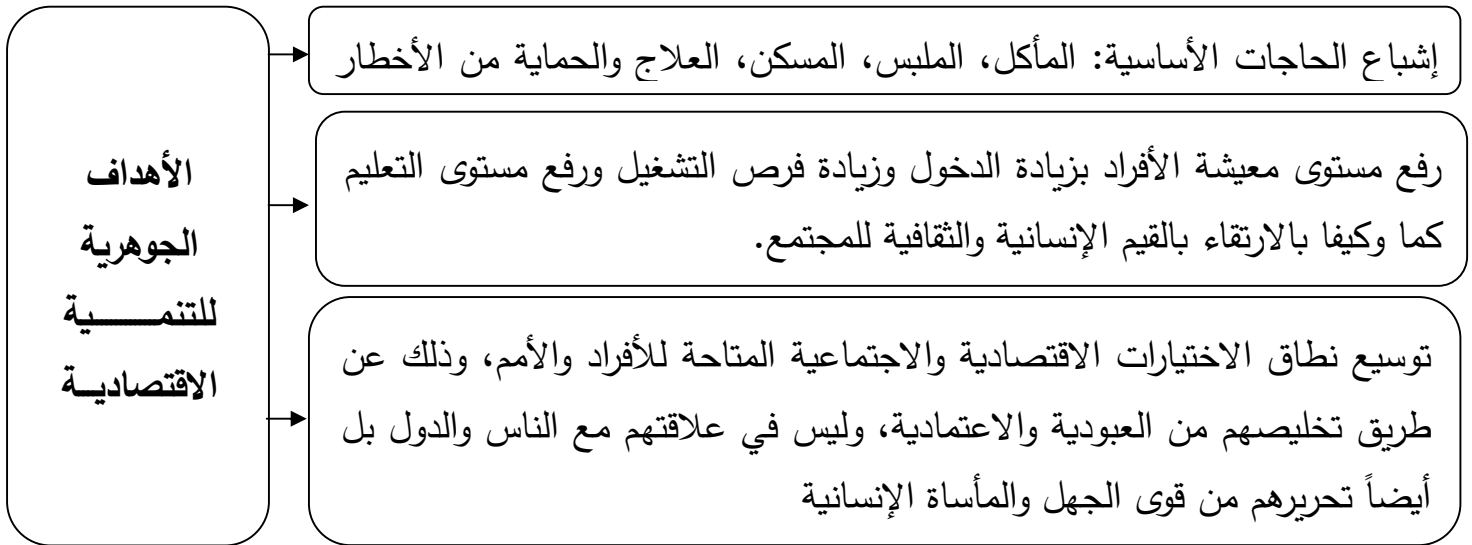 الأهداف
الجوهرية
للتنمـــــــية
الاقتصاديــة
إشباع الحاجات الأساسية: المأكل، الملبس، المسكن، العلاج والحماية من الأخطار
رفع مستوى معيشة الأفراد بزيادة الدخول وزيادة فرص التشغيل ورفع مستوى التعليم
كما وكيفا بالارتقاء بالقيم الإنسانية والثقافية للمجتمع.
توسيع نطاق الاختيارات الاقتصادية والاجتماعية المتاحة للأفراد والأمم، وذلك عن
طريق تخليصهم من العبودية والاعتمادية، وليس في علاقتهم مع الناس والدول بل
أيضاً تحريرهم من قوى الجهل والمأساة الإنسانية